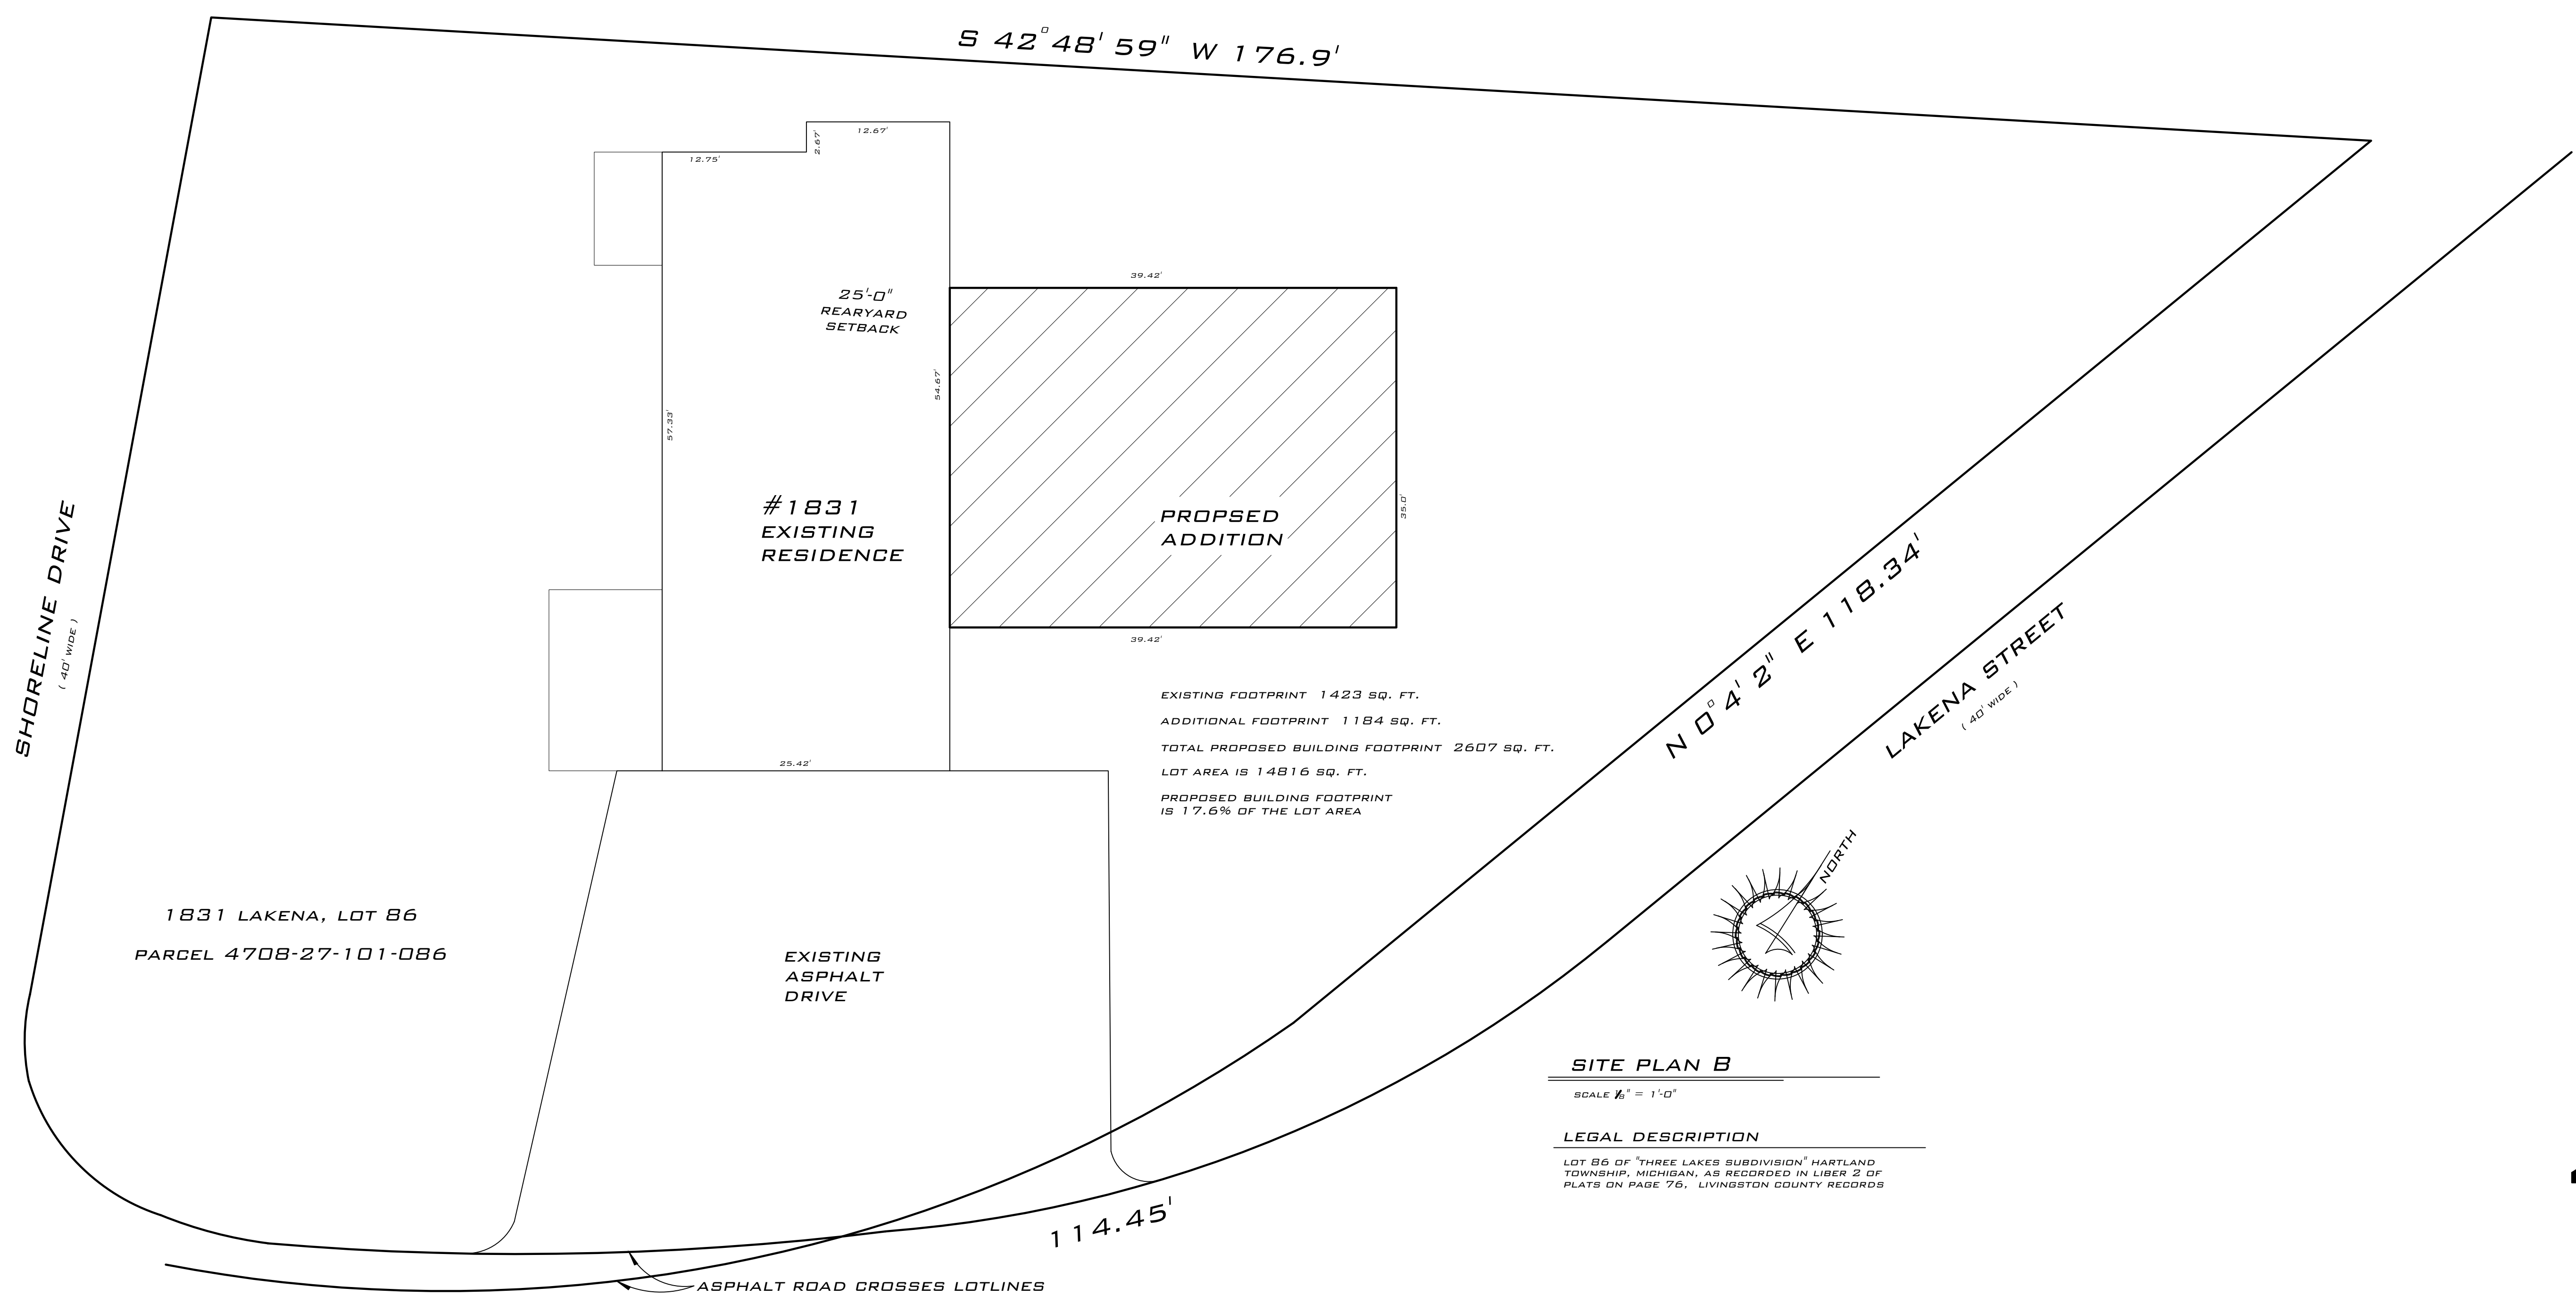 S 42° 48' 59" W 176.9'
12.67'
2.67'
12.75'
39.42'
25'-0"
REARYARD
SETBACK
54.67'
57.33'
#1831
EXISTING
RESIDENCE
PROPSED
ADDITION
35.0'
39.42'
SHORELINE DRIVE
( 40' WIDE )
N 0° 4' 2" E 118.34'
LAKENA STREET
( 40' WIDE )
EXISTING FOOTPRINT 1423 SQ. FT.
ADDITIONAL FOOTPRINT 1184 SQ. FT.
TOTAL PROPOSED BUILDING FOOTPRINT 2607 SQ. FT.
LOT AREA IS 14816 SQ. FT.
PROPOSED BUILDING FOOTPRINT
IS 17.6% OF THE LOT AREA
25.42'
NORTH
1831 LAKENA, LOT 86
PARCEL 4708-27-101-086
EXISTING
ASPHALT
DRIVE
SITE PLAN B
SCALE 1/8" = 1'-0"
LEGAL DESCRIPTION
LOT 86 OF "THREE LAKES SUBDIVISION" HARTLAND
TOWNSHIP, MICHIGAN, AS RECORDED IN LIBER 2 OF
PLATS ON PAGE 76, LIVINGSTON COUNTY RECORDS
114.45'
ASPHALT ROAD CROSSES LOTLINES